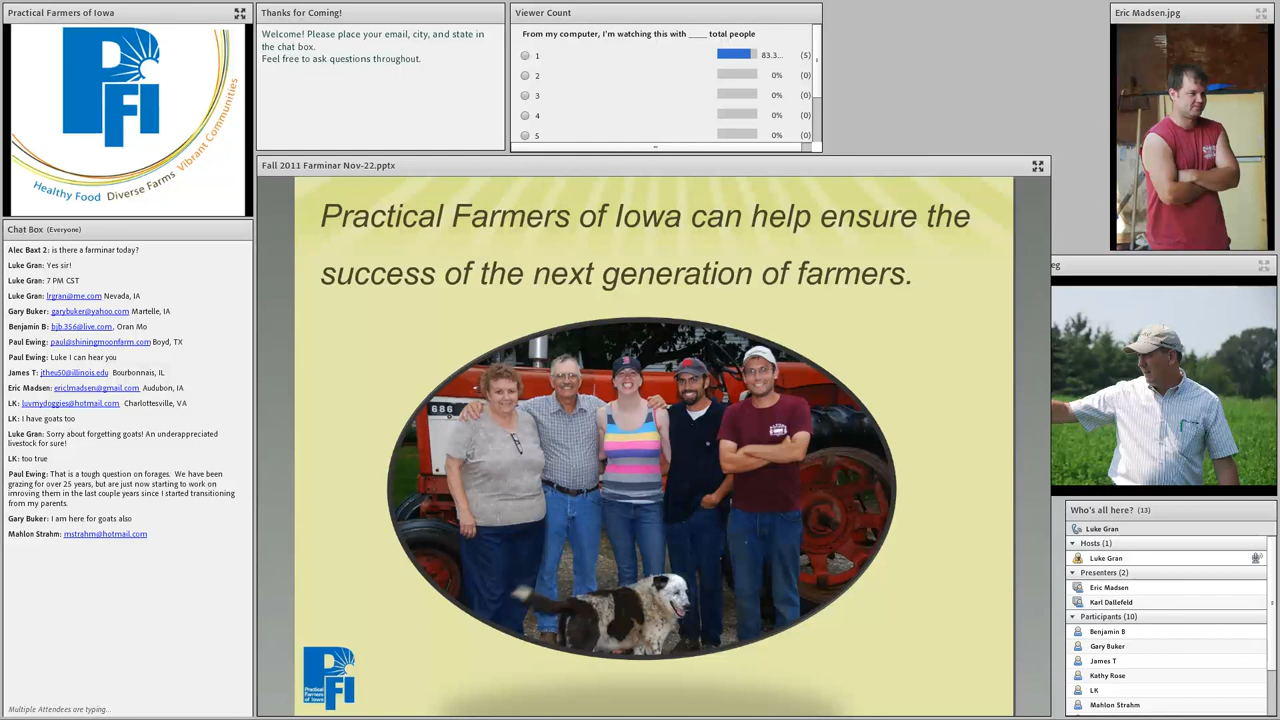 Practical Farmers of Iowa
PFi
Healthy Food Diverse Farms Vibrant Communities
Thanks for Coming!
Welcome! Please place your email, city, and state in
the chat box.
Feel free to ask questions throughout.
Viewer Count
From my computer, I'm watching this with ____ total people
1 83.3... (5)
2 0% (0)
3 0% (0)
4 0% (0)
5 0% (0)
Eric Madsen.jpg
Chat Box (Everyone)
Alec Baxt 2: is there a farminar today?
Luke Gran: Yes sir!
Luke Gran: 7 PM CST
Luke Gran: lrgran@me.com Nevada, IA
Gary Buker: garybuker@yahoo.com Martelle, IA
Benjamin B: bjb.356@live.com, Oran Mo
Paul Ewing: paul@shiningmoonfarm.com Boyd, TX
Paul Ewing: Luke I can hear you
James T: jtheu50@illinois.edu Bourbonnais, IL
Eric Madsen: ericlmadsen@gmail.com Audubon, IA
LK: luvmydoggies@hotmail.com Charlottesville, VA
LK: I have goats too
Luke Gran: Sorry about forgetting goats! An underappreciated
livestock for sure!
LK: too true
Paul Ewing: That is a tough question on forages. We have been
grazing for over 25 years, but are just now starting to work on
imroving them in the last couple years since I started transitioning
from my parents.
Gary Buker: I am here for goats also
Mahlon Strahm: mstrahm@hotmail.com
Multiple Attendees are typing...
Fall 2011 Farminar Nov-22.pptx
Practical Farmers of Iowa can help ensure the
success of the next generation of farmers.
686
Practical
Farmers
of Iowa
PFi
eg
Who's all here? (13)
Luke Gran
Hosts (1)
Luke Gran
Presenters (2)
Eric Madsen
Karl Dallefeld
Participants (10)
Benjamin B
Gary Buker
James T
Kathy Rose
LK
Mahlon Strahm